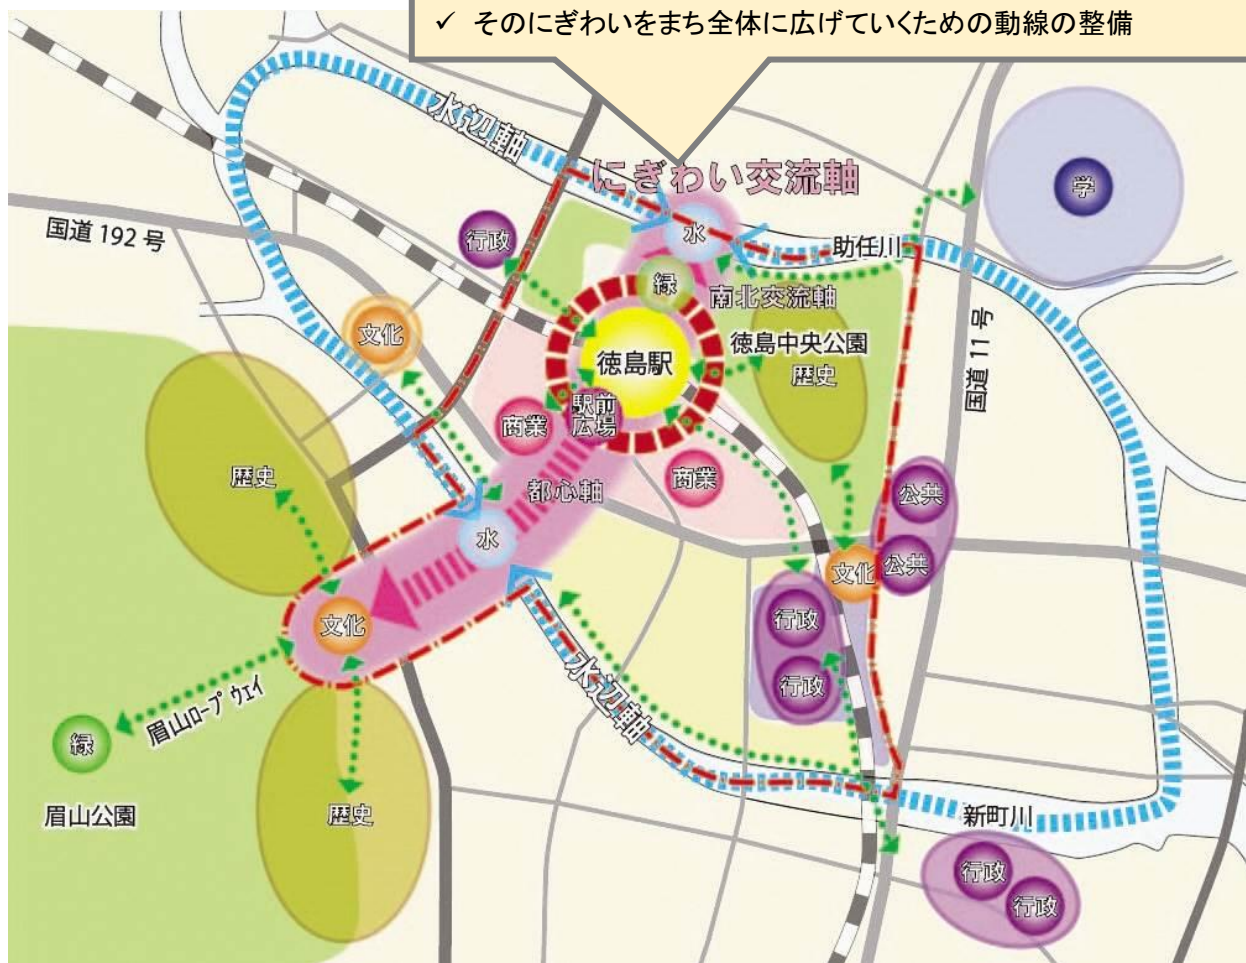 ✓ そのにぎわいをまち全体に広げていくための動線の整備
水辺軸
にぎわい交流軸
学
国道 192 号
行政
水
助任川
緑
南北交流軸
文化
徳島駅
徳島中央公園
歴史
国道 11 号
商業
駅前
広場
歴史
都心軸
商業
公共
水
文化
公共
文化
行政
水辺軸
行政
眉山ロープウェイ
緑
眉山公園
歴史
新町川
行政
行政